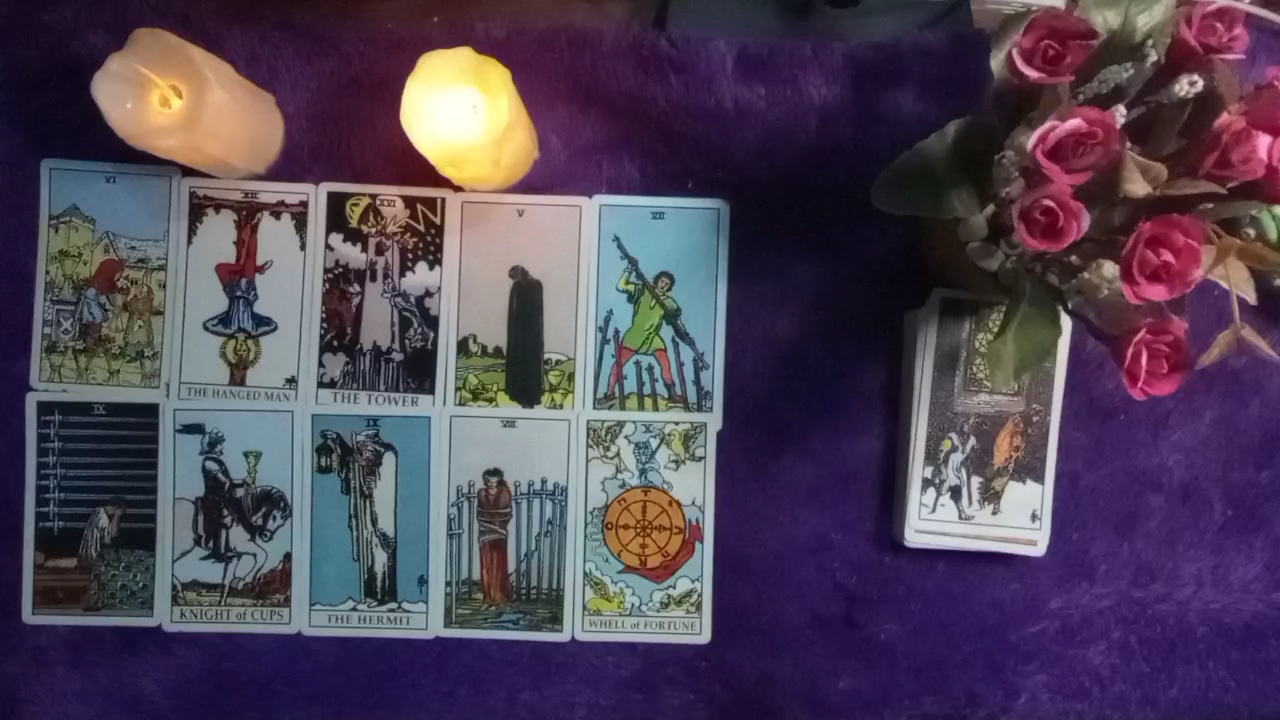 VI
XII
THE HANGED MAN
XVI
THE TOWER
V
VII
IX
KNIGHT of CUPS
IX
THE HERMIT
VIII
X
WHELL of FORTUNE